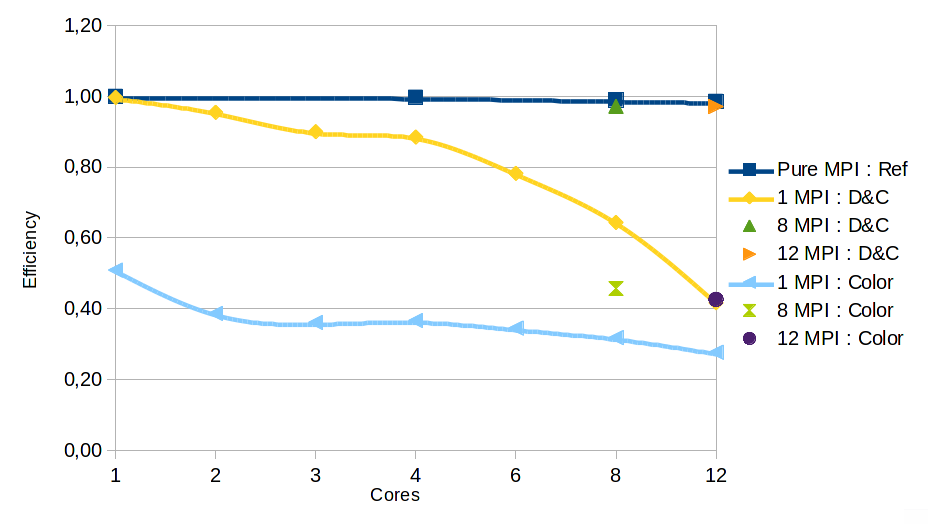 1,20
1,00
0,80
0,60
0,40
0,20
0,00
Efficiency
1 2 3 4 6 8 12
Cores
Pure MPI : Ref
1 MPI : D&C
8 MPI : D&C
12 MPI : D&C
1 MPI : Color
8 MPI : Color
12 MPI : Color